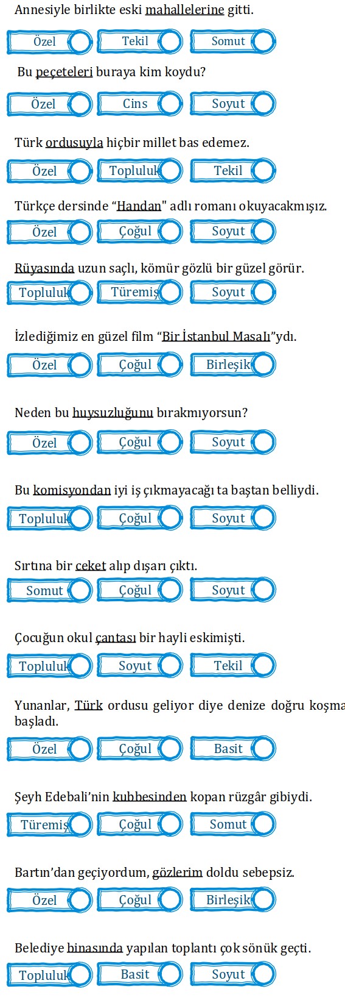 Annesiyle birlikte eski mahallelerine gitti.
Özel Tekil Somut
Bu peçeteleri buraya kim koydu?
Özel Cins Soyut
Türk ordusuyla hiçbir millet bas edemez.
Özel Topluluk Tekil
Türkçe dersinde “Handan" adlı romanı okuyacakmışız.
Özel Çoğul Soyut
Rüyasında uzun saçlı, kömür gözlü bir güzel görür.
Topluluk Türemiş Soyut
İzlediğimiz en güzel film “Bir İstanbul Masalı”ydı.
Özel Çoğul Birleşik
Neden bu huysuzluğunu bırakmıyorsun?
Özel Çoğul Soyut
Bu komisyondan iyi iş çıkmayacağı ta baştan belliydi.
Topluluk Çoğul Soyut
Sırtına bir ceket alıp dışarı çıktı.
Somut Çoğul Soyut
Çocuğun okul çantası bir hayli eskimişti.
Topluluk Soyut Tekil
Yunanlar, Türk ordusu geliyor diye denize doğru koşma
başladı.
Özel Çoğul Basit
Şeyh Edebali’nin kubbesinden kopan rüzgâr gibiydi.
Türemiş Çoğul Somut
Bartın’dan geçiyordum, gözlerim doldu sebepsiz.
Özel Çoğul Birleşik
Belediye binasında yapılan toplantı çok sönük geçti.
Topluluk Basit Soyut